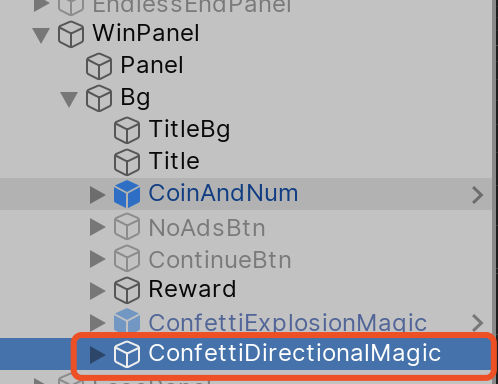 EndlessEndPanel
WinPanel
Panel
Bg
TitleBg
Title
CoinAndNum
NoAdsBtn
ContinueBtn
Reward
ConfettiExplosionMagic
ConfettiDirectionalMagic